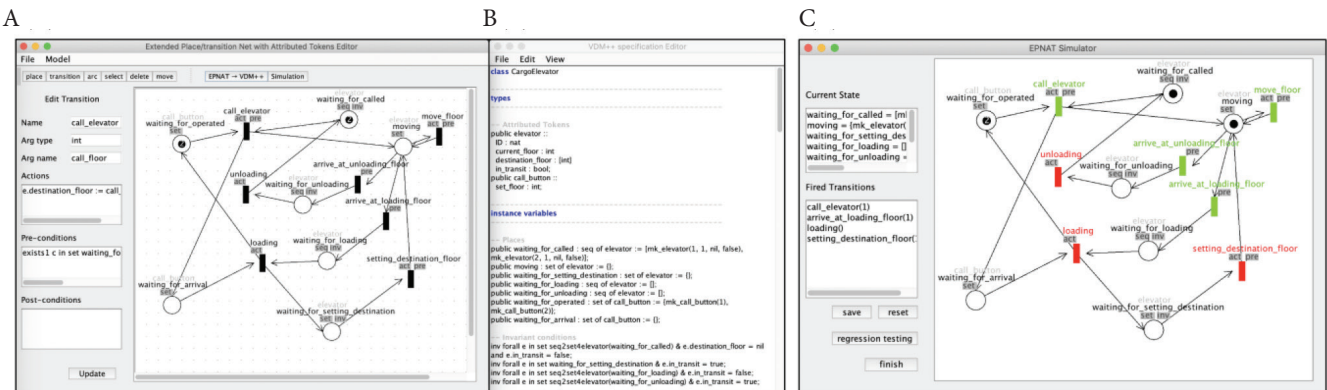 A
B
C
Extended Place/transition Net with Attributed Tokens Editor
File Model
place transition arc select delete move EPNAT → VDM++ Simulation
Edit Transition
Name call_elevator
Arg type int
Arg name call_floor
Actions
e.destination_floor := call_
Pre-conditions
exists1 c in set waiting_fo
Post-conditions
Update
elevator
waiting_for_called
seq inv
2
call_button
waiting_for_operated
set
2
call_elevator
act pre
elevator
moving
set
move_floor
act pre
arrive_at_unloading_floor
pre
unloading
act
elevator
waiting_for_unloading
seq inv
arrive_at_loading_floor
pre
elevator
waiting_for_loading
seq inv
loading
act
setting_destination_floor
act pre
call_button
waiting_for_arrival
set
elevator
waiting_for_setting_destination
set inv
VDM++ specification Editor
File Edit View
class CargoElevator
types
-- Attributed Tokens
public elevator ::
ID : nat
current_floor : int
destination_floor : [int]
in_transit : bool;
public call_button ::
set_floor : int;
instance variables
-- Places
public waiting_for_called : seq of elevator := [mk_elevator(1, 1, nil, false),
mk_elevator(2, 1, nil, false)];
public moving : set of elevator := {};
public waiting_for_setting_destination : set of elevator := {};
public waiting_for_loading : seq of elevator := [];
public waiting_for_unloading : seq of elevator := [];
public waiting_for_operated : set of call_button := {mk_call_button(1),
mk_call_button(2)};
public waiting_for_arrival : set of call_button := {};
-- Invariant conditions
inv forall e in set seq2set4elevator(waiting_for_called) & e.destination_floor = nil
and e.in_transit = false;
inv forall e in set waiting_for_setting_destination & e.in_transit = true;
inv forall e in set seq2set4elevator(waiting_for_loading) & e.in_transit = false;
inv forall e in set seq2set4elevator(waiting_for_unloading) & e.in_transit = true;
EPNAT Simulator
Current State
waiting_for_called = [ml
moving = {mk_elevator(
waiting_for_setting_des
waiting_for_loading = []
waiting_for_unloading =
Fired Transitions
call_elevator(1)
arrive_at_loading_floor(1)
loading()
setting_destination_floor(
save reset
regression testing
finish
elevator
waiting_for_called
seq inv
call_button
waiting_for_operated
set
2
call_elevator
act pre
elevator
moving
set
move_floor
act pre
arrive_at_unloading_floor
pre
unloading
act
elevator
waiting_for_unloading
seq inv
arrive_at_loading_floor
pre
elevator
waiting_for_loading
seq inv
loading
act
setting_destination_floor
act pre
call_button
waiting_for_arrival
set
elevator
waiting_for_setting_destination
set inv